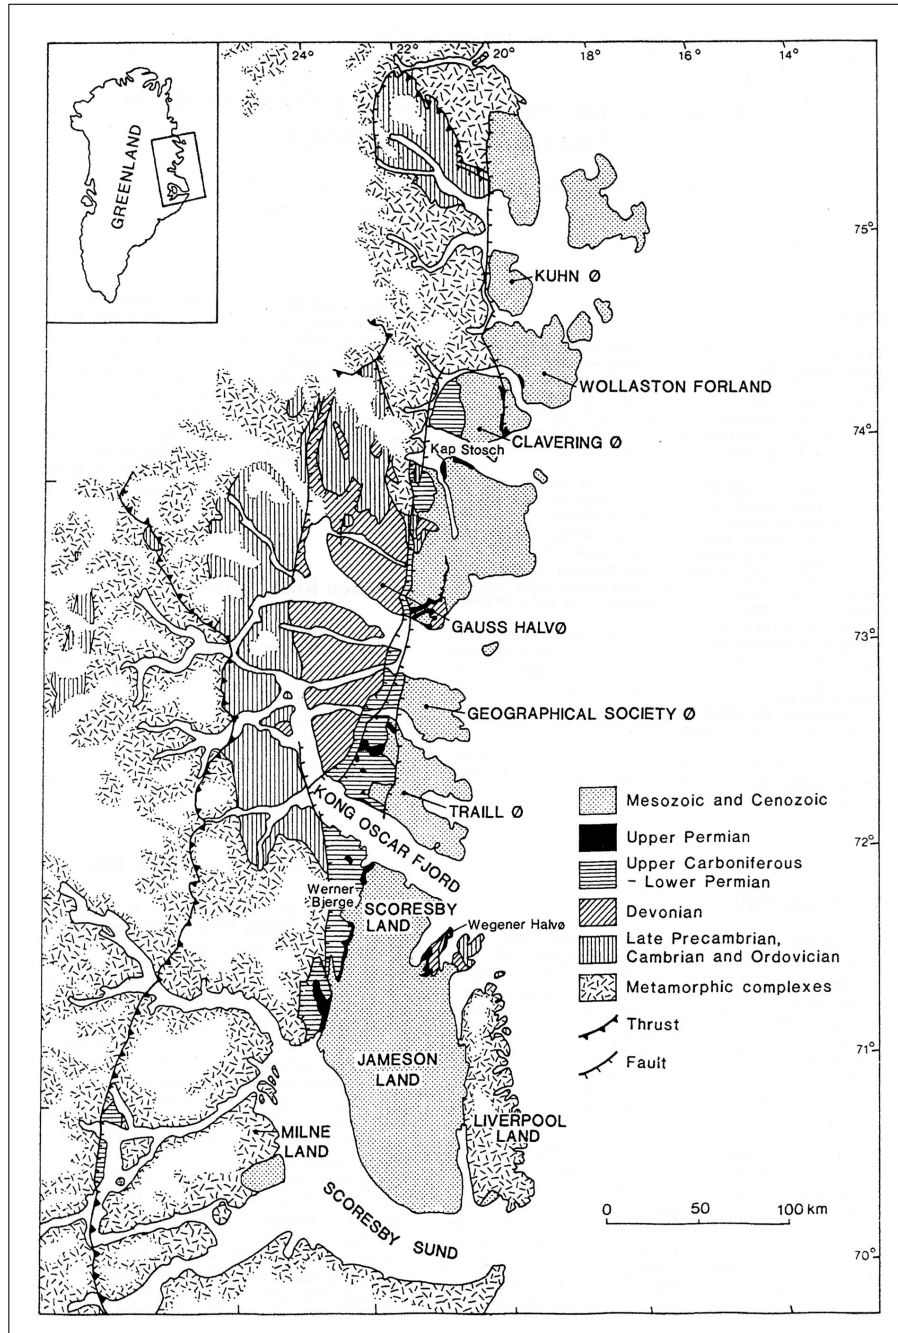 24°
22°
20°
18°
16°
14°
GREENLAND
75°
KUHN Ø
WOLLASTON FORLAND
74°
CLAVERING Ø
Kap Stosch
GAUSS HALVØ
73°
GEOGRAPHICAL SOCIETY Ø
TRAILL Ø
KONG OSCAR FJORD
72°
Werner
Bjerge
SCORESBY
LAND
Wegener Halvø
Mesozoic and Cenozoic
Upper Permian
Upper Carboniferous
– Lower Permian
Devonian
Late Precambrian,
Cambrian and Ordovician
Metamorphic complexes
Thrust
Fault
71°
JAMESON
LAND
LIVERPOOL
LAND
MILNE
LAND
SCORESBY SUND
0 50 100 km
70°